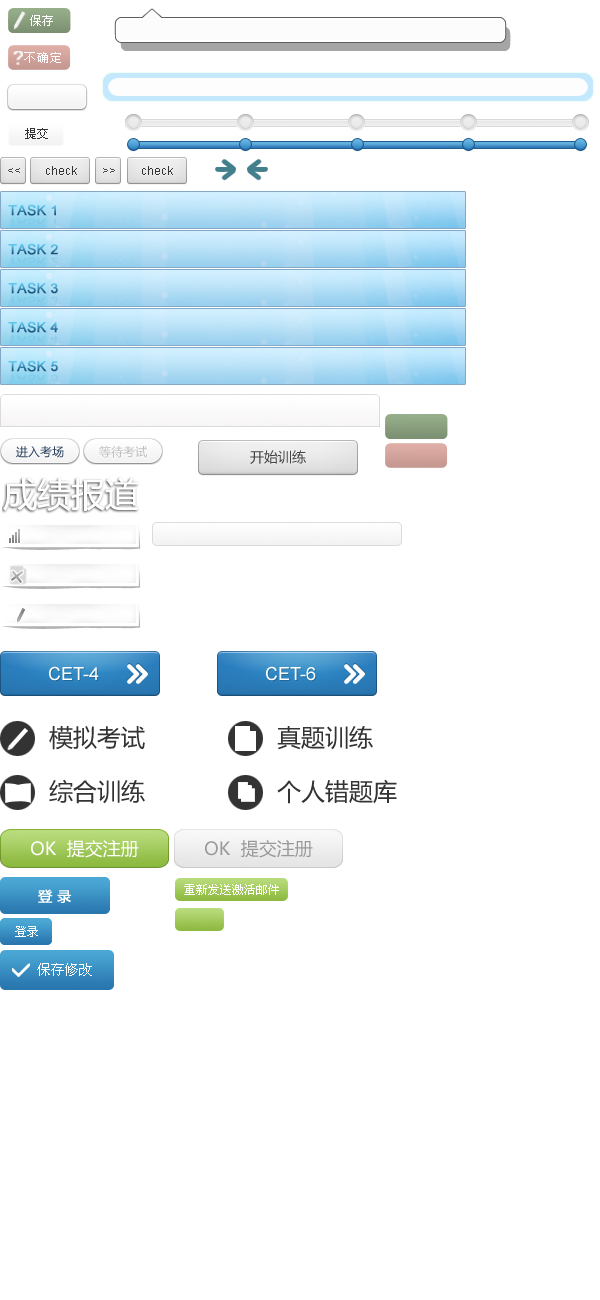 保存
?不确定
提交
<< check >> check
TASK 1
TASK 2
TASK 3
TASK 4
TASK 5
进入考场 等待考试 开始训练
成绩报道
CET-4 CET-6
模拟考试 真题训练
综合训练 个人错题库
OK 提交注册 OK 提交注册
登录 重新发送激活邮件
登录
保存修改